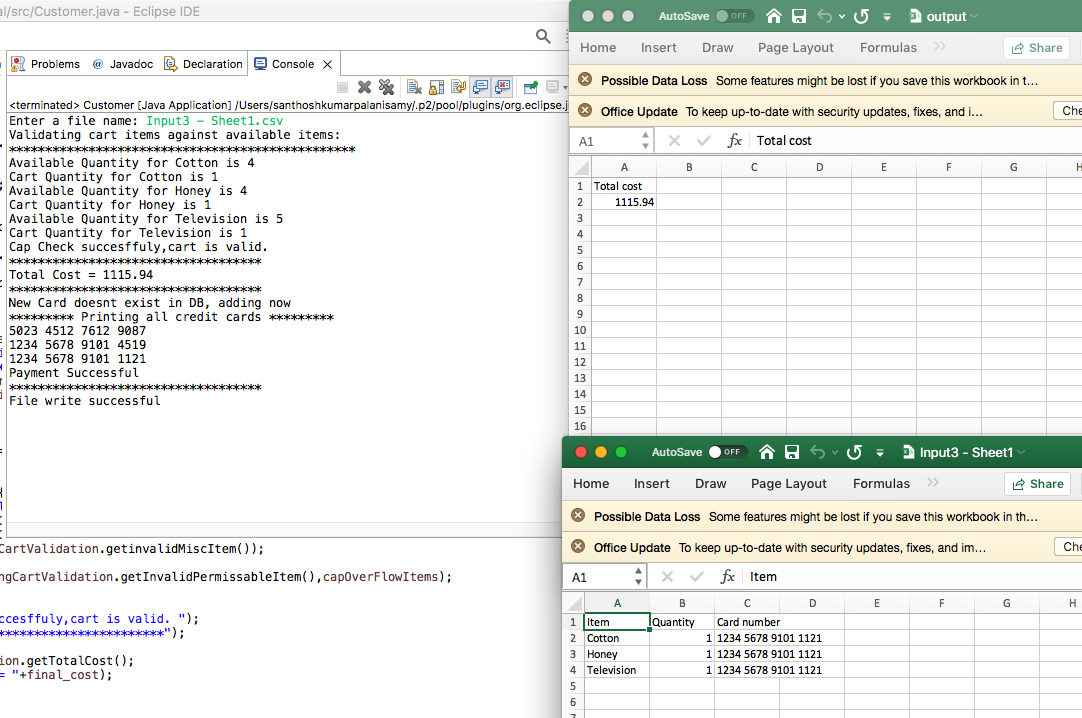 al/src/Customer.java - Eclipse IDE
Problems @ Javadoc Declaration Console
<terminated> Customer [Java Application] /Users/santhoshkumarpalanisamy/.p2/pool/plugins/org.eclipse.j
Enter a file name: Input3 - Sheet1.csv
Validating cart items against available items:
************************************************
Available Quantity for Cotton is 4
Cart Quantity for Cotton is 1
Available Quantity for Honey is 4
Cart Quantity for Honey is 1
Available Quantity for Television is 5
Cart Quantity for Television is 1
Cap Check succesffuly,cart is valid.
***********************************
Total Cost = 1115.94
***********************************
New Card doesnt exist in DB, adding now
********* Printing all credit cards *********
5023 4512 7612 9087
1234 5678 9101 4519
1234 5678 9101 1121
Payment Successful
***********************************
File write successful
CartValidation.getinvalidMiscItem());
ngCartValidation.getInvalidPermissableItem(),capOverFlowItems);
ccesffuly,cart is valid. ");
***********************");
ion.getTotalCost();
= "+final_cost);
AutoSave OFF output
Home Insert Draw Page Layout Formulas >> Share
Possible Data Loss Some features might be lost if you save this workbook in t...
Office Update To keep up-to-date with security updates, fixes, and i... Che
A1 fx Total cost
A B C D E F G H
1 Total cost
2 1115.94
3
4
5
6
7
8
9
10
11
12
13
14
15
16
AutoSave OFF Input3 - Sheet1
Home Insert Draw Page Layout Formulas >> Share
Possible Data Loss Some features might be lost if you save this workbook in th...
Office Update To keep up-to-date with security updates, fixes, and im... Che
A1 fx Item
A B C D E F G H
1 Item Quantity Card number
2 Cotton 1 1234 5678 9101 1121
3 Honey 1 1234 5678 9101 1121
4 Television 1 1234 5678 9101 1121
5
6
7